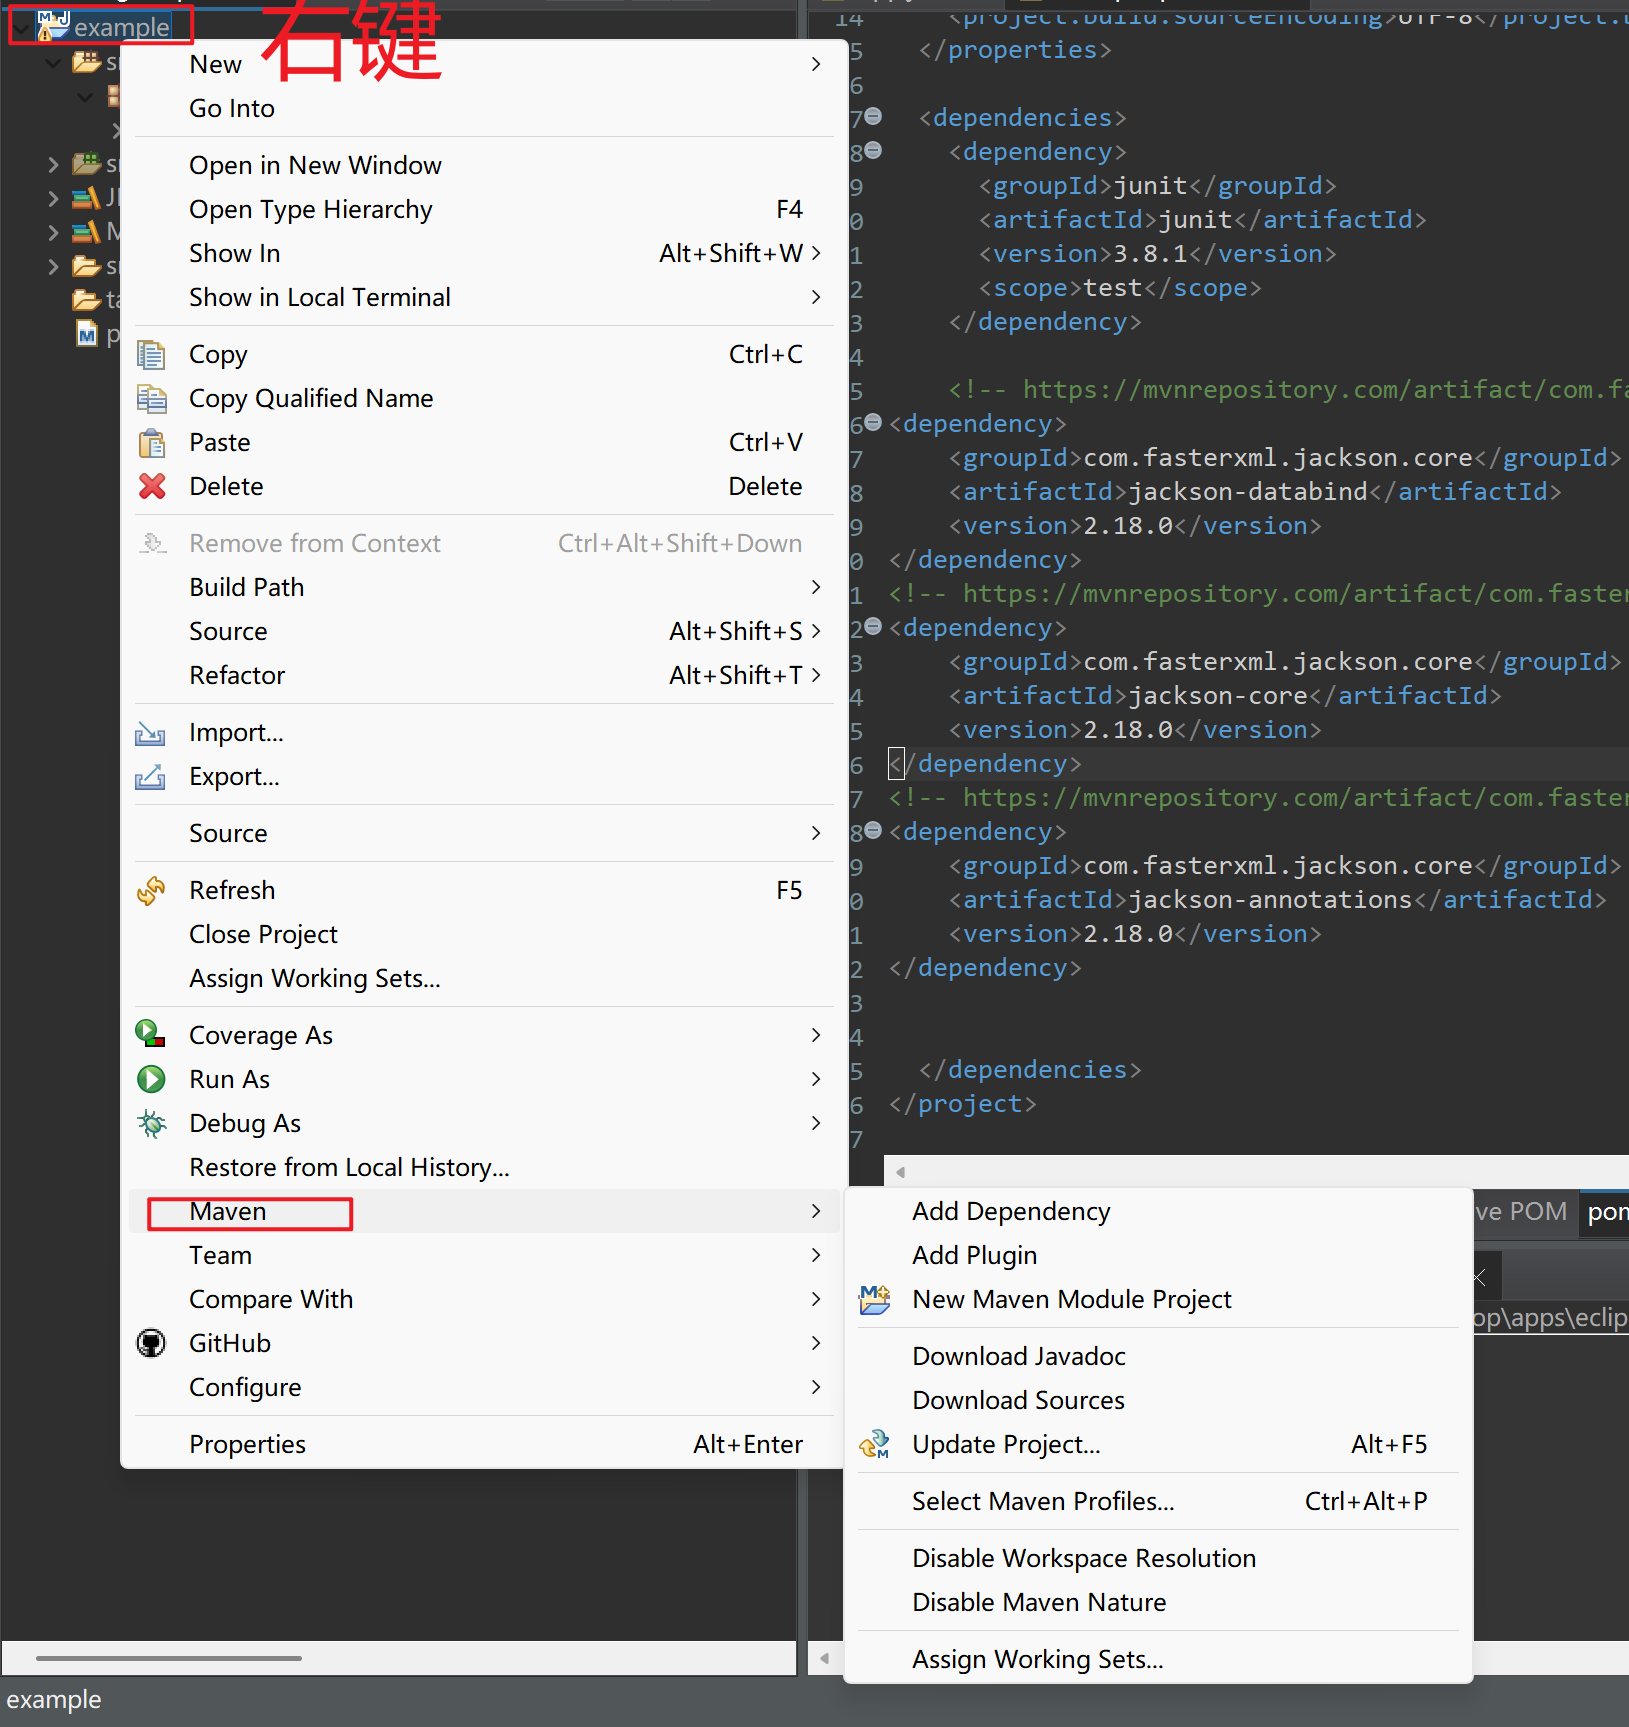 example
右键
New
Go Into
Open in New Window
Open Type Hierarchy F4
Show In Alt+Shift+W
Show in Local Terminal
Copy Ctrl+C
Copy Qualified Name
Paste Ctrl+V
Delete Delete
Remove from Context Ctrl+Alt+Shift+Down
Build Path
Source Alt+Shift+S
Refactor Alt+Shift+T
Import...
Export...
Source
Refresh F5
Close Project
Assign Working Sets...
Coverage As
Run As
Debug As
Restore from Local History...
Maven
Team
Compare With
GitHub
Configure
Properties Alt+Enter
Add Dependency
Add Plugin
New Maven Module Project
Download Javadoc
Download Sources
Update Project... Alt+F5
Select Maven Profiles... Ctrl+Alt+P
Disable Workspace Resolution
Disable Maven Nature
Assign Working Sets...
14 <project.build.sourceEncoding>UTF-8</project.
5 </properties>
6
7 <dependencies>
8 <dependency>
9 <groupId>junit</groupId>
0 <artifactId>junit</artifactId>
1 <version>3.8.1</version>
2 <scope>test</scope>
3 </dependency>
4
5 <!-- https://mvnrepository.com/artifact/com.fa
6 <dependency>
7 <groupId>com.fasterxml.jackson.core</groupId>
8 <artifactId>jackson-databind</artifactId>
9 <version>2.18.0</version>
0 </dependency>
1 <!-- https://mvnrepository.com/artifact/com.faster
2 <dependency>
3 <groupId>com.fasterxml.jackson.core</groupId>
4 <artifactId>jackson-core</artifactId>
5 <version>2.18.0</version>
6 </dependency>
7 <!-- https://mvnrepository.com/artifact/com.faster
8 <dependency>
9 <groupId>com.fasterxml.jackson.core</groupId>
0 <artifactId>jackson-annotations</artifactId>
1 <version>2.18.0</version>
2 </dependency>
3
4
5 </dependencies>
6 </project>
7
ve POM pom
op\apps\eclip
example